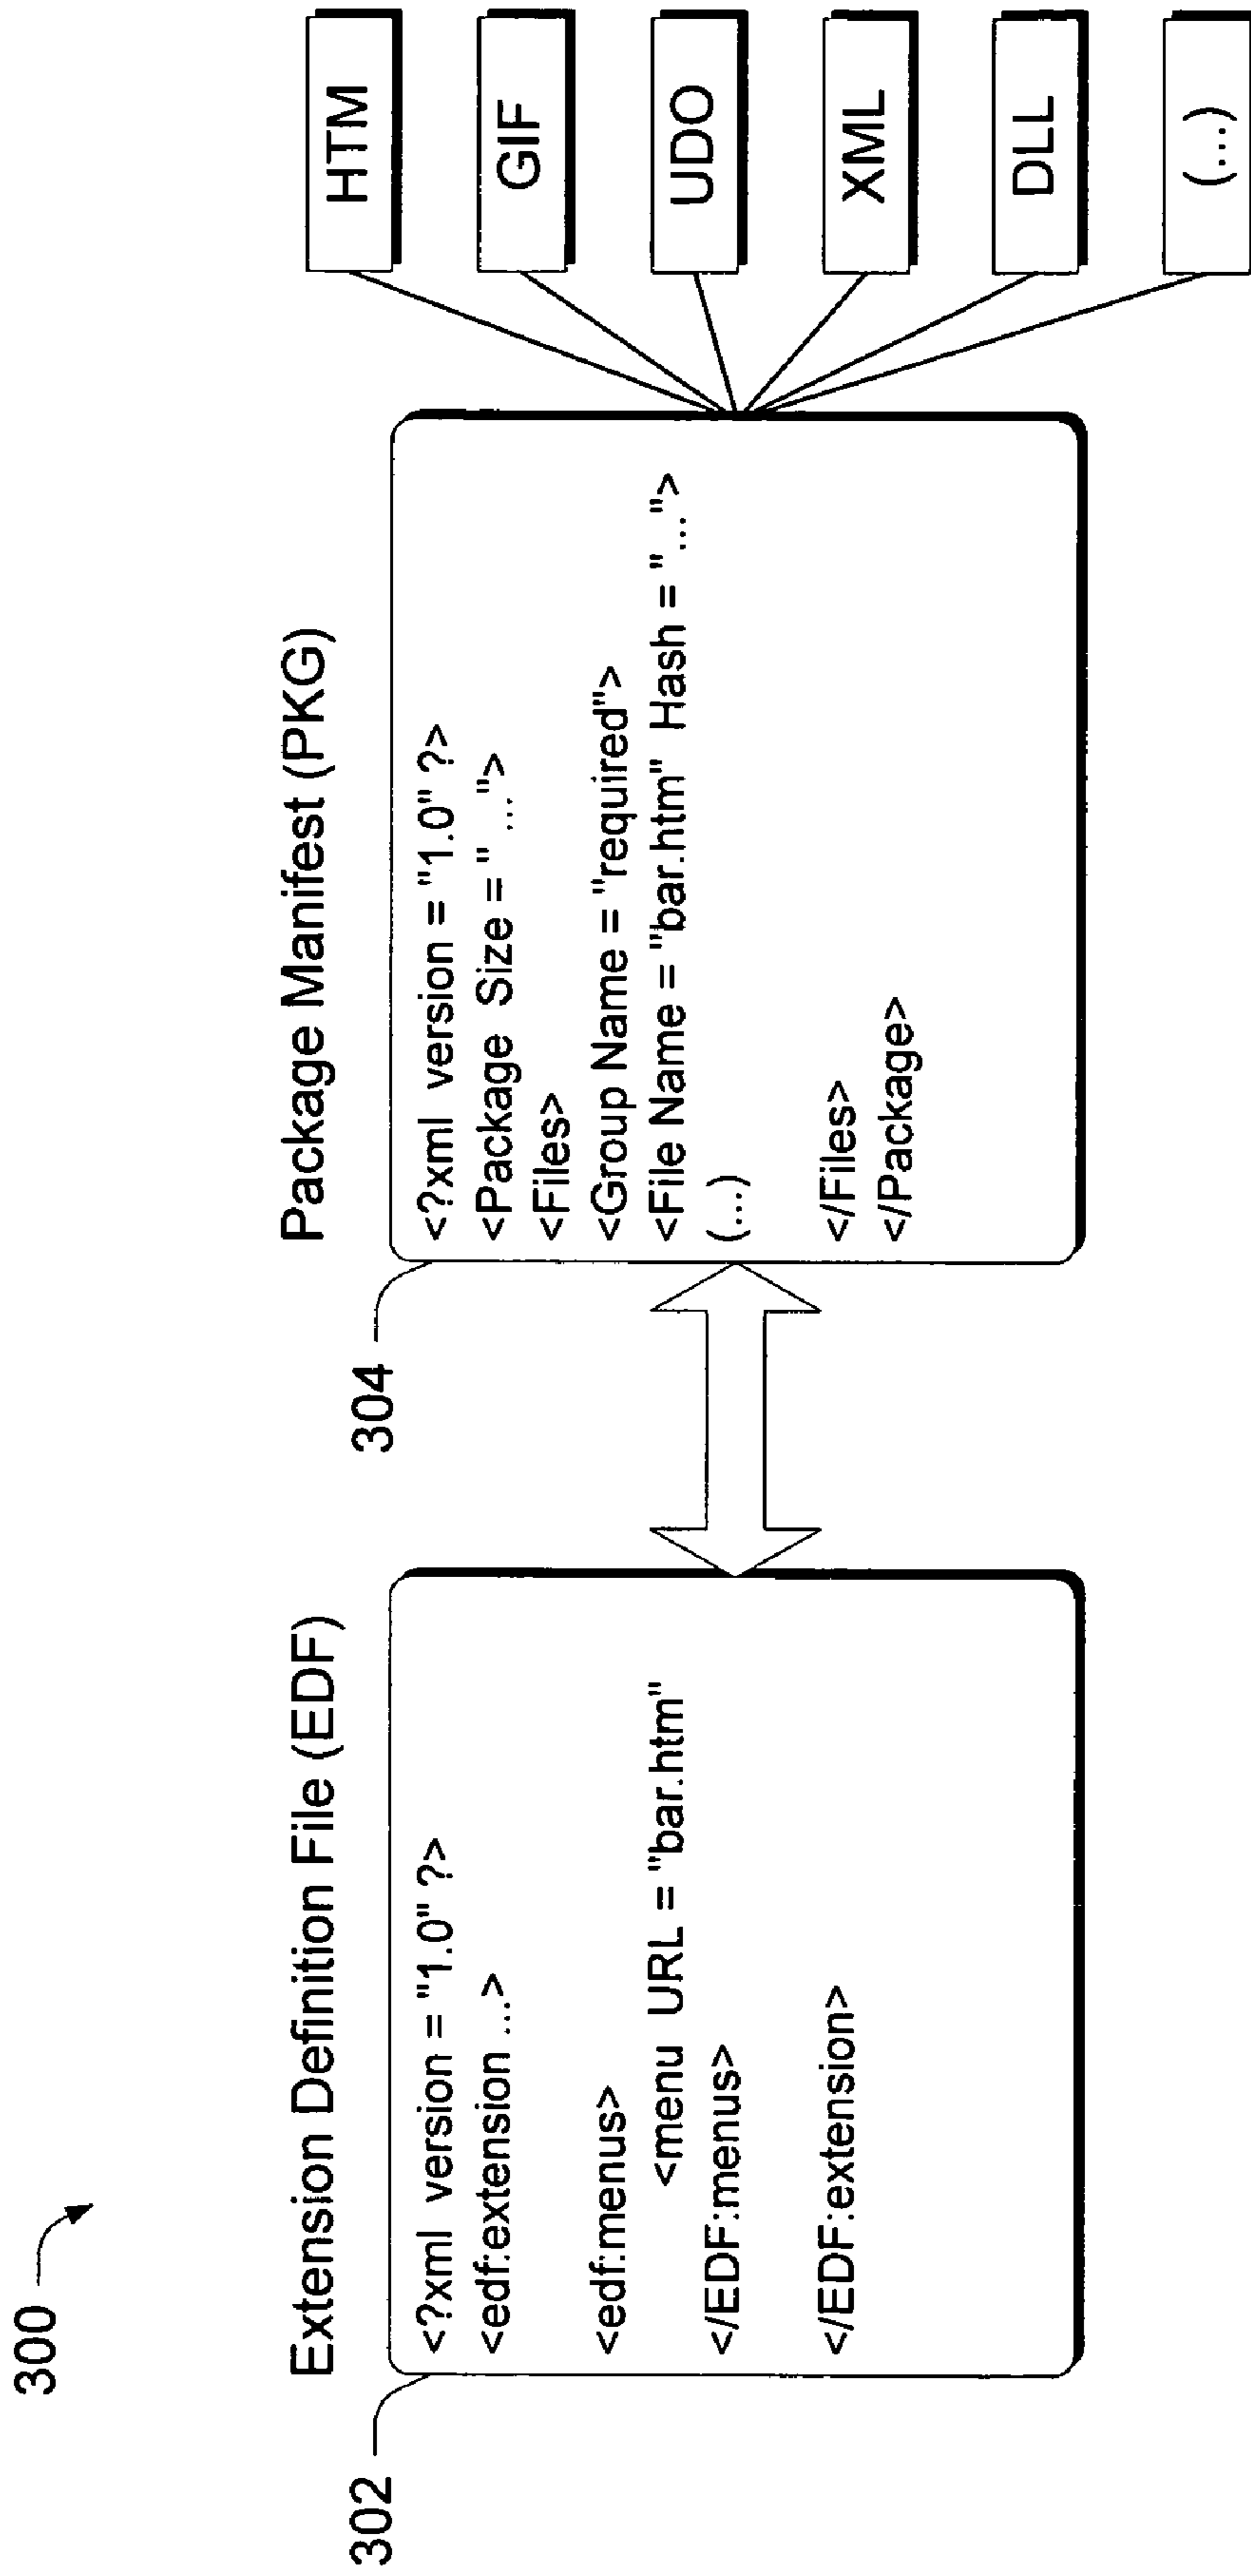 300
Extension Definition File (EDF)
302
<?xml version = "1.0" ?>
<edf:extension ...>
<edf:menus>
<menu URL = "bar.htm"
</EDF:menus>
</EDF:extension>
Package Manifest (PKG)
304
<?xml version = "1.0" ?>
<Package Size = " ...">
<Files>
<Group Name = "required">
<File Name = "bar.htm" Hash = " ...">
(...)
</Files>
</Package>
HTM
GIF
UDO
XML
DLL
(...)